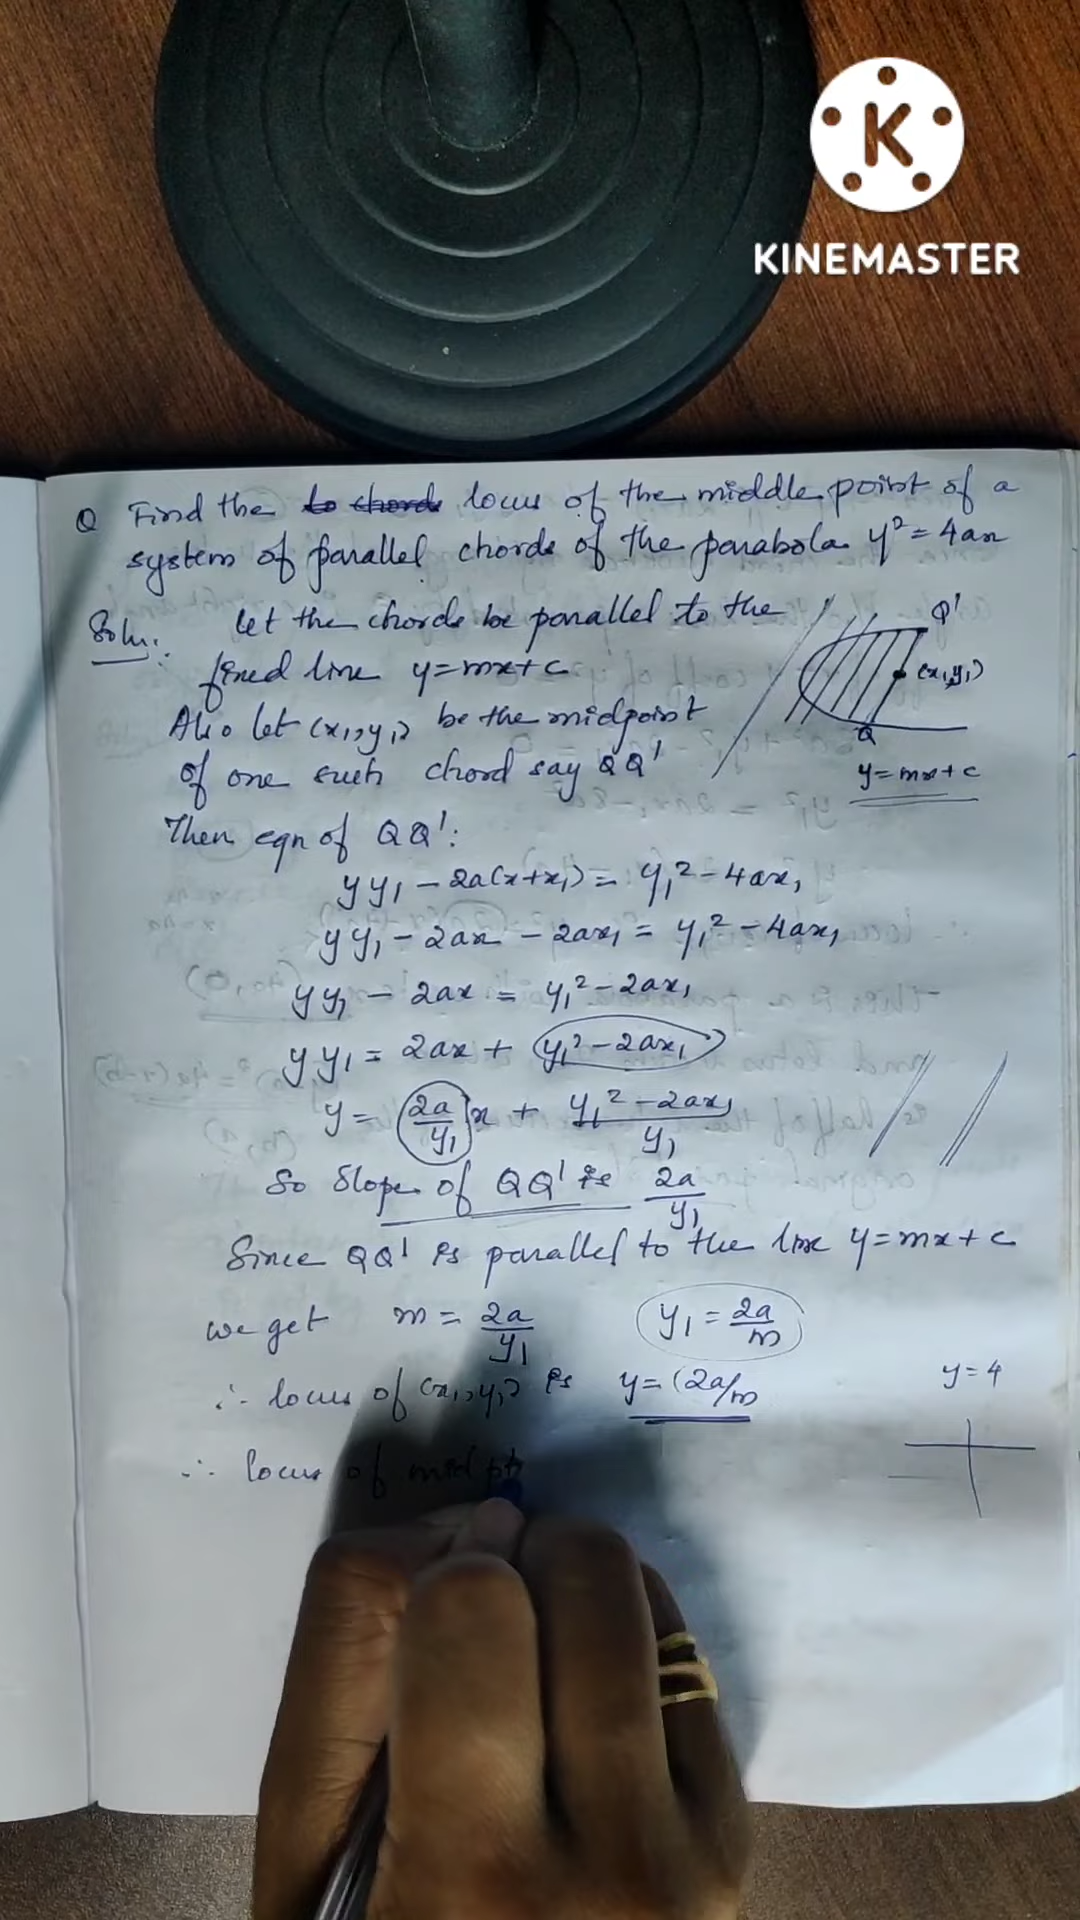 KINEMASTER
Q Find the to chords locus of the middle point of a
system of parallel chords of the parabola y² = 4ax
Soln: Let the chords be parallel to the
fixed line y=mx+c
Also let (x₁,y₁) be the midpoint
of one such chord say QQ'
Q'
(x₁,y₁)
Q
y=mx+c
Then eqn of QQ':
yy₁ - 2a(x+x₁) = y₁² - 4ax₁
yy₁ - 2ax - 2ax₁ = y₁² - 4ax₁
yy₁ - 2ax = y₁² - 2ax₁
yy₁ = 2ax + y₁² - 2ax₁
y = 2a/y₁ x + y₁² - 2ax₁/y₁
So slope of QQ' is 2a/y₁
Since QQ' is parallel to the line y=mx+c
we get m = 2a/y₁ y₁ = 2a/m
∴ locus of (x₁,y₁) is y=(2a/m
y=4
∴ locus of mid pt